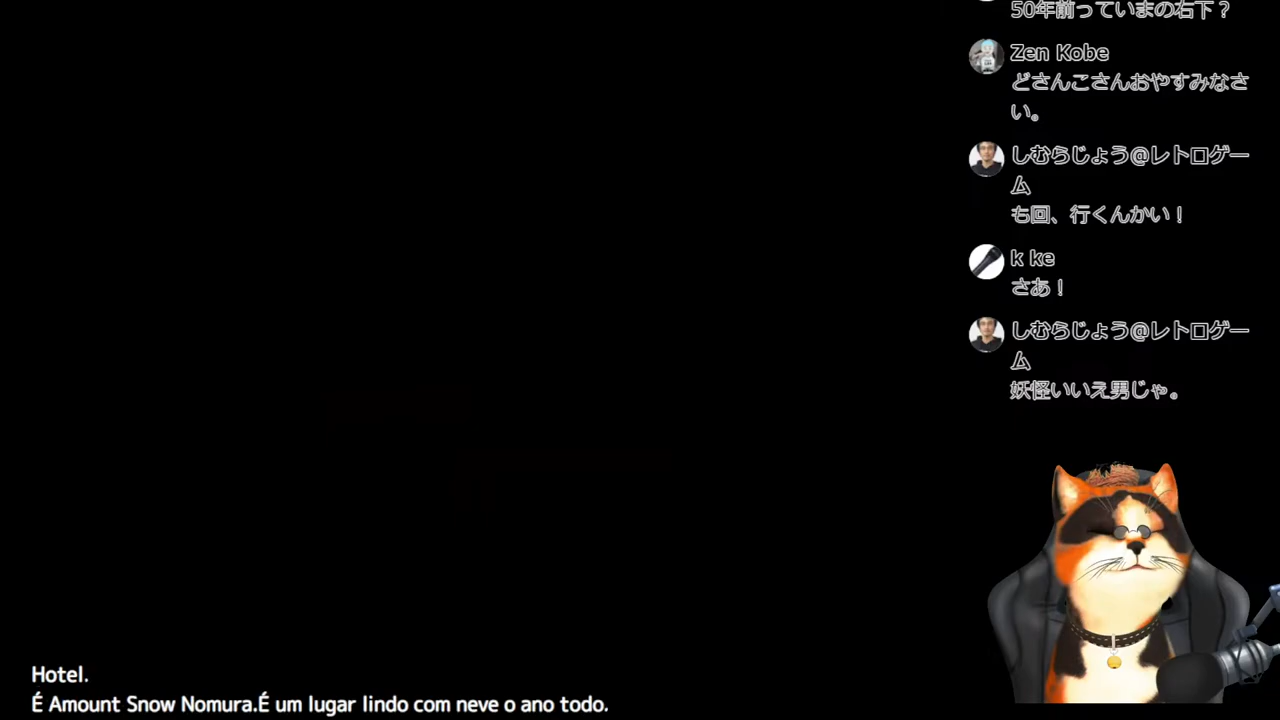 50年前っていまの右下？
Zen Kobe
どさんこさんおやすみなさ
い。
しむらじょう@レトロゲー
ム
も回、行くんかい！
k ke
さあ！
しむらじょう@レトロゲー
ム
妖怪いいえ男じゃ。
Hotel.
É Amount Snow Nomura.É um lugar lindo com neve o ano todo.